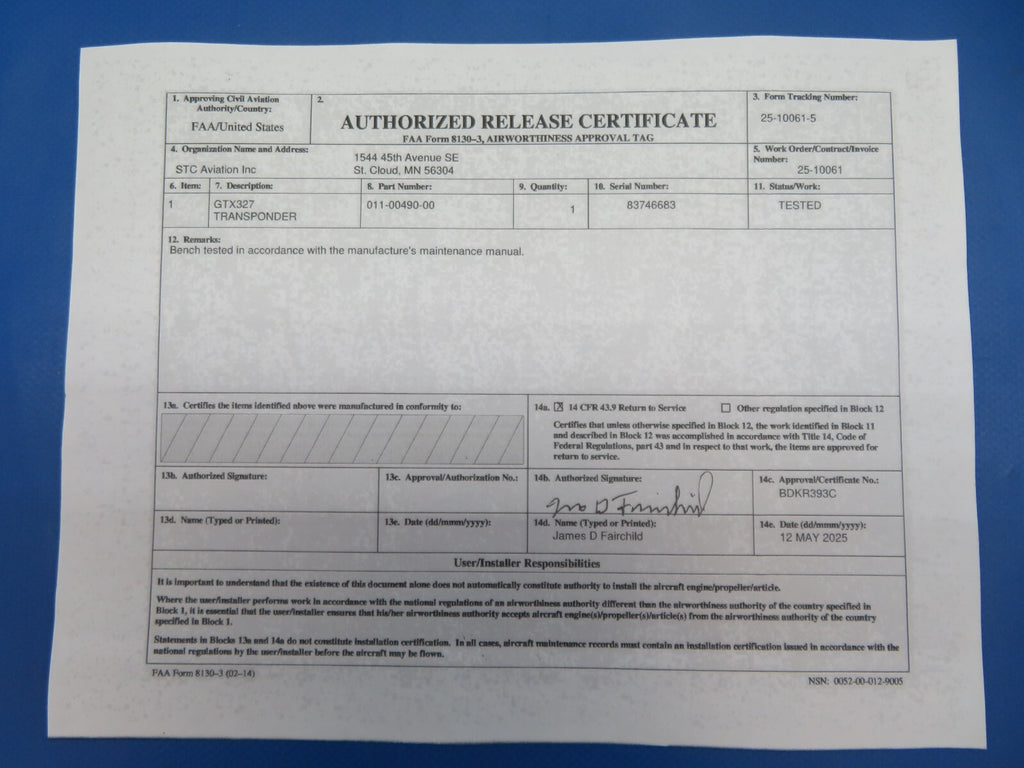 1. Approving Civil Aviation
Authority/Country:
FAA/United States
2.
AUTHORIZED RELEASE CERTIFICATE
FAA Form 8130–3, AIRWORTHINESS APPROVAL TAG
3. Form Tracking Number:
25-10061-5
4. Organization Name and Address:
STC Aviation Inc
1544 45th Avenue SE
St. Cloud, MN 56304
5. Work Order/Contract/Invoice
Number:
25-10061
6. Item:
1
7. Description:
GTX327
TRANSPONDER
8. Part Number:
011-00490-00
9. Quantity:
1
10. Serial Number:
83746683
11. Status/Work:
TESTED
12. Remarks:
Bench tested in accordance with the manufacture's maintenance manual.
13a. Certifies the items identified above were manufactured in conformity to:
14a. ☒ 14 CFR 43.9 Return to Service ☐ Other regulation specified in Block 12
Certifies that unless otherwise specified in Block 12, the work identified in Block 11
and described in Block 12 was accomplished in accordance with Title 14, Code of
Federal Regulations, part 43 and in respect to that work, the items are approved for
return to service.
13b. Authorized Signature:
13c. Approval/Authorization No.:
14b. Authorized Signature:
14c. Approval/Certificate No.:
BDKR393C
13d. Name (Typed or Printed):
13e. Date (dd/mmm/yyyy):
14d. Name (Typed or Printed):
James D Fairchild
14e. Date (dd/mmm/yyyy):
12 MAY 2025
User/Installer Responsibilities
It is important to understand that the existence of this document alone does not automatically constitute authority to install the aircraft engine/propeller/article.
Where the user/installer performs work in accordance with the national regulations of an airworthiness authority different than the airworthiness authority of the country specified in
Block 1, it is essential that the user/installer ensures that his/her airworthiness authority accepts aircraft engine(s)/propeller(s)/article(s) from the airworthiness authority of the country
specified in Block 1.
Statements in Blocks 13a and 14a do not constitute installation certification. In all cases, aircraft maintenance records must contain an installation certification issued in accordance with the
national regulations by the user/installer before the aircraft may be flown.
FAA Form 8130–3 (02–14)
NSN: 0052-00-012-9005